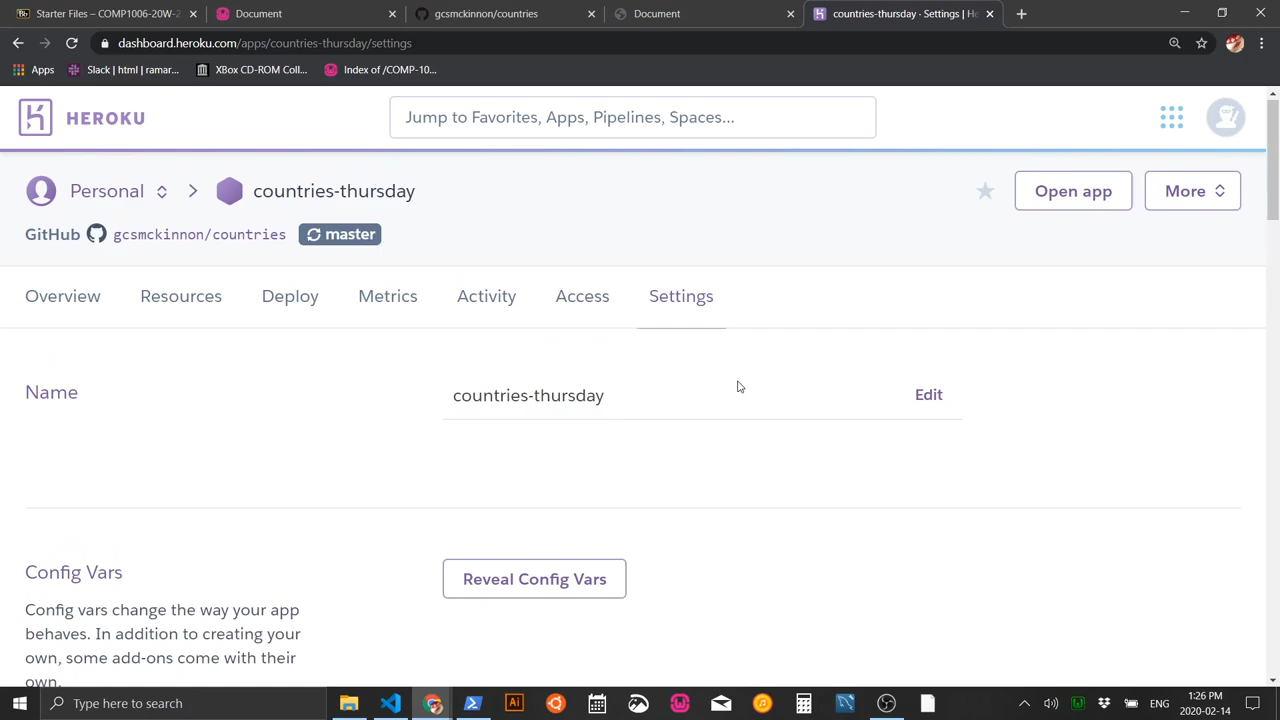 Starter Files - COMP1006-20W-2
Document
gcsmckinnon/countries
Document
countries-thursday · Settings | He
dashboard.heroku.com/apps/countries-thursday/settings
Apps
Slack | html | ramar...
XBox CD-ROM Coll...
Index of /COMP-10...
HEROKU
Jump to Favorites, Apps, Pipelines, Spaces...
Personal
countries-thursday
Open app
More
GitHub
gcsmckinnon/countries
master
Overview
Resources
Deploy
Metrics
Activity
Access
Settings
Name
countries-thursday
Edit
Config Vars
Reveal Config Vars
Config vars change the way your app
behaves. In addition to creating your
own, some add-ons come with their
own.
Type here to search
Ai
ENG
1:26 PM
2020-02-14